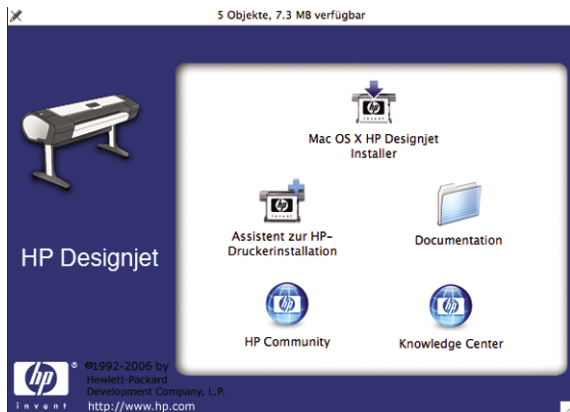 5 Objekte, 7.3 MB verfügbar
Mac OS X HP Designjet
Installer
Assistent zur HP-
Druckerinstallation
Documentation
HP Designjet
HP Community
Knowledge Center
hp
®
invent
©1992-2006 by
Hewlett-Packard
Development Company, L.P.
http://www.hp.com